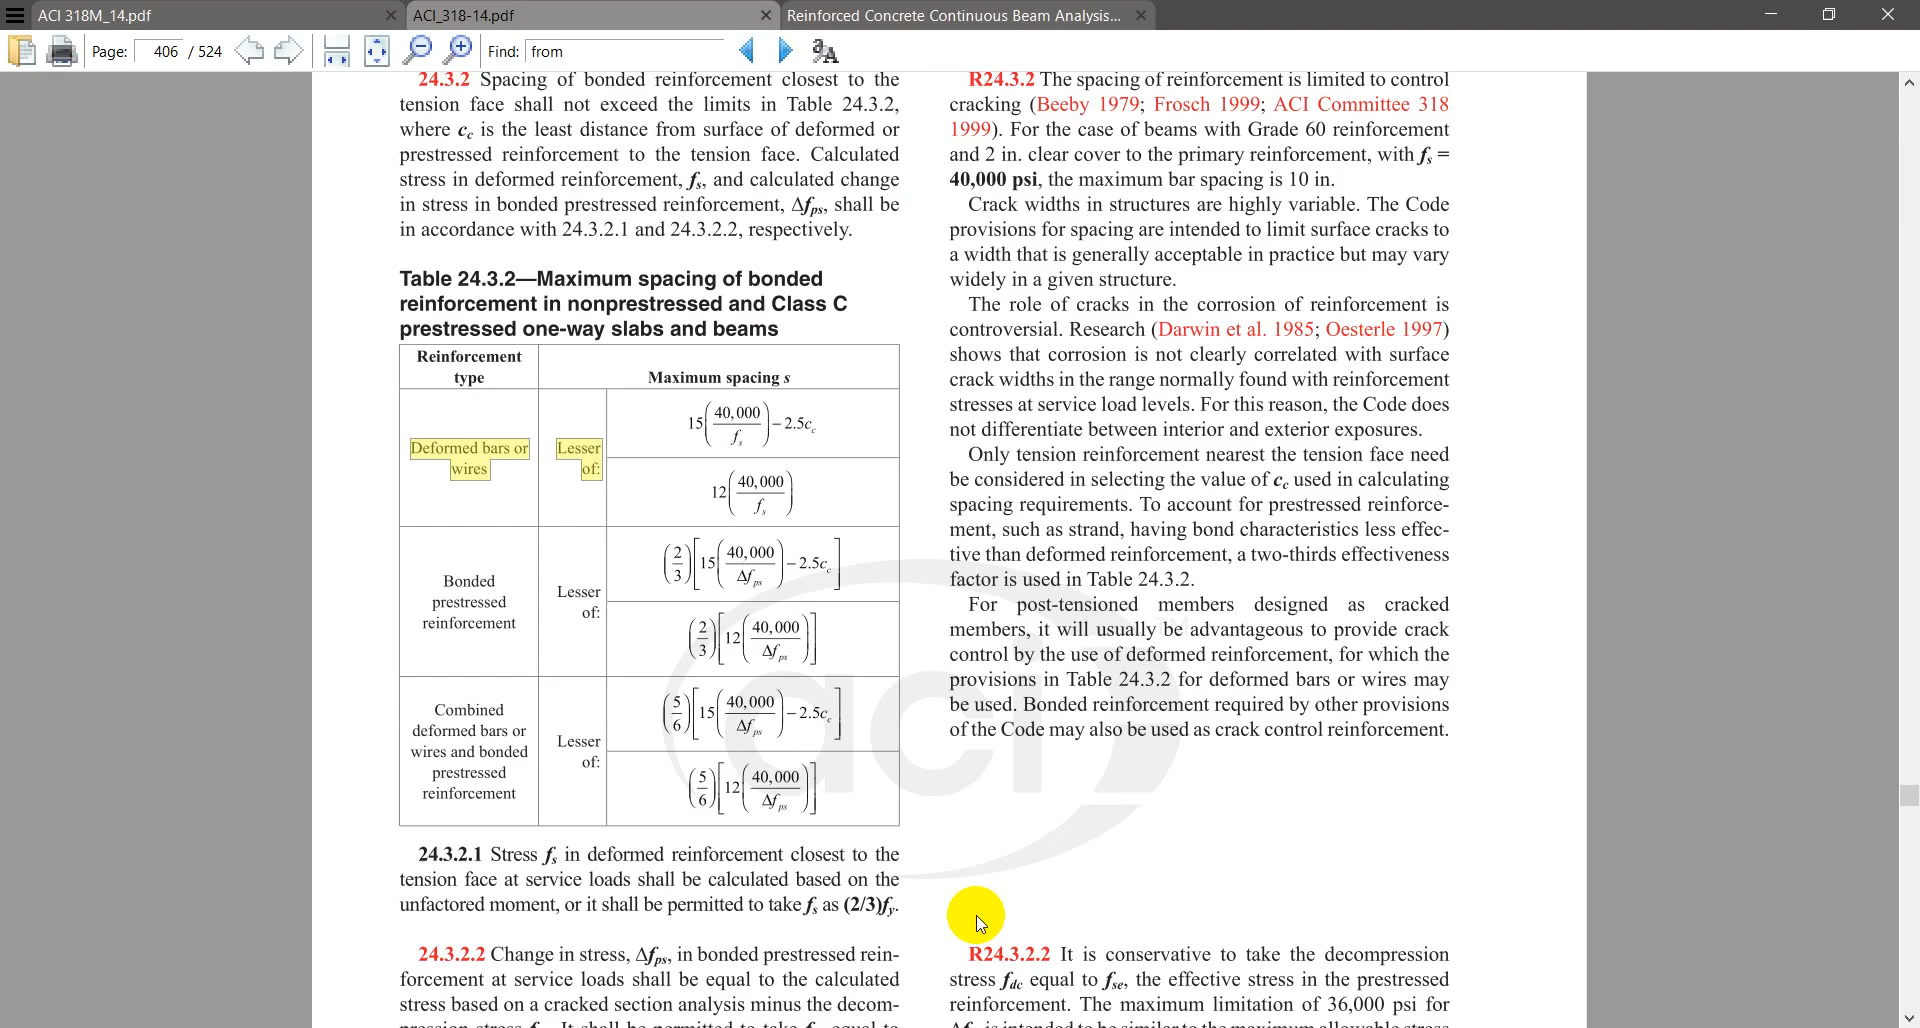 ACI 318M_14.pdf
ACI_318-14.pdf
Reinforced Concrete Continuous Beam Analysis...
Page: 406 / 524
Find: from
24.3.2 Spacing of bonded reinforcement closest to the
tension face shall not exceed the limits in Table 24.3.2,
where cc is the least distance from surface of deformed or
prestressed reinforcement to the tension face. Calculated
stress in deformed reinforcement, fs, and calculated change
in stress in bonded prestressed reinforcement, Δfps, shall be
in accordance with 24.3.2.1 and 24.3.2.2, respectively.
Table 24.3.2—Maximum spacing of bonded
reinforcement in nonprestressed and Class C
prestressed one-way slabs and beams
Reinforcement
type
Maximum spacing s
Deformed bars or
wires
Lesser
of:
15(40,000/fs) − 2.5cc
12(40,000/fs)
Bonded
prestressed
reinforcement
Lesser
of:
(2/3)[15(40,000/Δfps) − 2.5cc]
(2/3)[12(40,000/Δfps)]
Combined
deformed bars or
wires and bonded
prestressed
reinforcement
Lesser
of:
(5/6)[15(40,000/Δfps) − 2.5cc]
(5/6)[12(40,000/Δfps)]
24.3.2.1 Stress fs in deformed reinforcement closest to the
tension face at service loads shall be calculated based on the
unfactored moment, or it shall be permitted to take fs as (2/3)fy.
24.3.2.2 Change in stress, Δfps, in bonded prestressed rein-
forcement at service loads shall be equal to the calculated
stress based on a cracked section analysis minus the decom-
pression stress f . It shall be permitted to take f equal to
R24.3.2 The spacing of reinforcement is limited to control
cracking (Beeby 1979; Frosch 1999; ACI Committee 318
1999). For the case of beams with Grade 60 reinforcement
and 2 in. clear cover to the primary reinforcement, with fs =
40,000 psi, the maximum bar spacing is 10 in.
Crack widths in structures are highly variable. The Code
provisions for spacing are intended to limit surface cracks to
a width that is generally acceptable in practice but may vary
widely in a given structure.
The role of cracks in the corrosion of reinforcement is
controversial. Research (Darwin et al. 1985; Oesterle 1997)
shows that corrosion is not clearly correlated with surface
crack widths in the range normally found with reinforcement
stresses at service load levels. For this reason, the Code does
not differentiate between interior and exterior exposures.
Only tension reinforcement nearest the tension face need
be considered in selecting the value of cc used in calculating
spacing requirements. To account for prestressed reinforce-
ment, such as strand, having bond characteristics less effec-
tive than deformed reinforcement, a two-thirds effectiveness
factor is used in Table 24.3.2.
For post-tensioned members designed as cracked
members, it will usually be advantageous to provide crack
control by the use of deformed reinforcement, for which the
provisions in Table 24.3.2 for deformed bars or wires may
be used. Bonded reinforcement required by other provisions
of the Code may also be used as crack control reinforcement.
R24.3.2.2 It is conservative to take the decompression
stress fdc equal to fse, the effective stress in the prestressed
reinforcement. The maximum limitation of 36,000 psi for
Δf is intended to be similar to the maximum allowable stress
aci